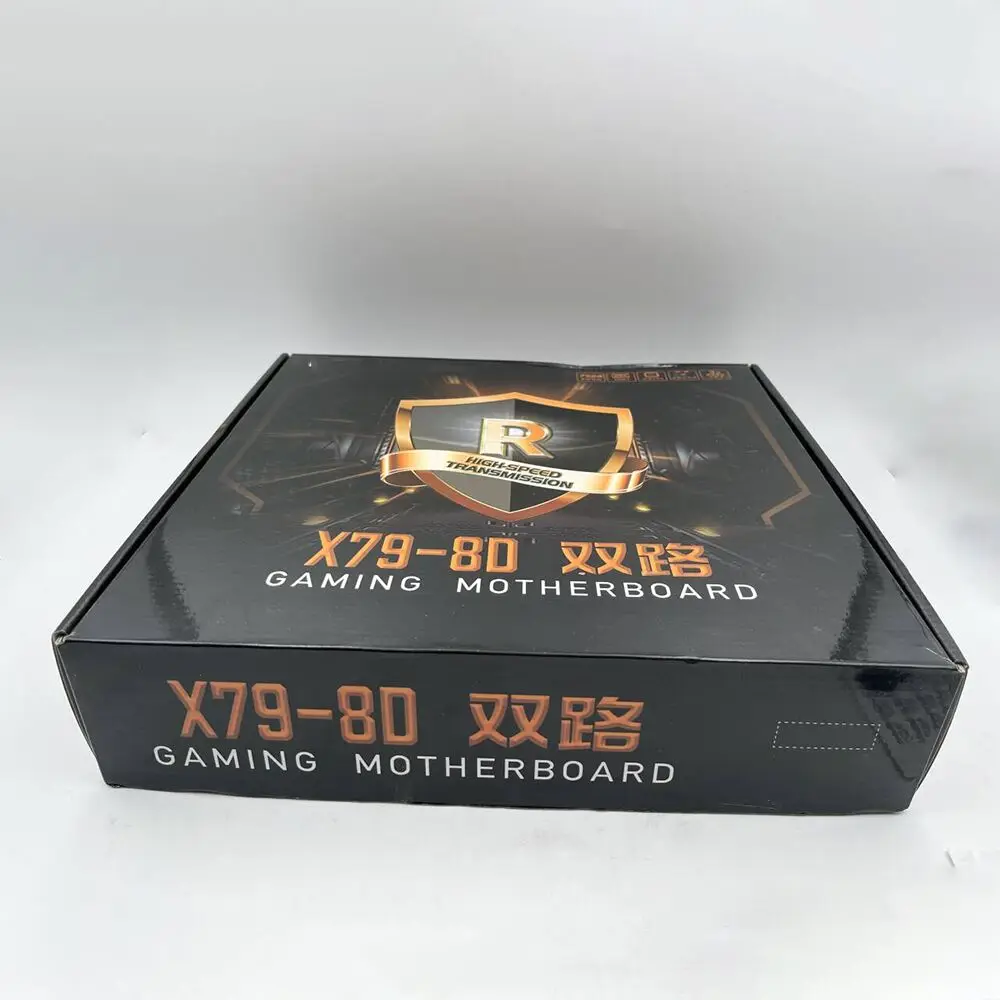 R
HIGH-SPEED
TRANSMISSION
X79-8D 双路
GAMING MOTHERBOARD
X79-8D 双路
GAMING MOTHERBOARD